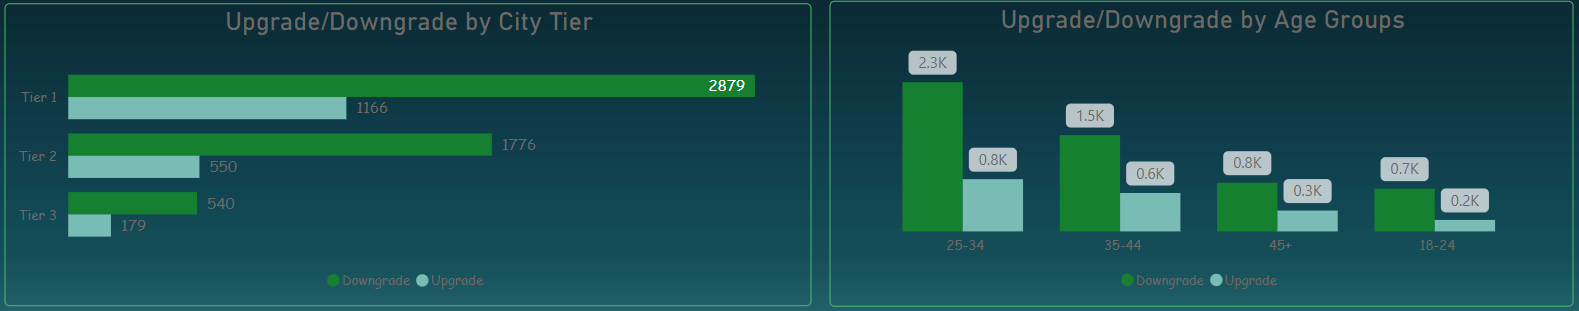 Upgrade/Downgrade by City Tier
Tier 1
2879
1166
Tier 2
1776
550
Tier 3
540
179
Downgrade Upgrade
Upgrade/Downgrade by Age Groups
2.3K
0.8K
1.5K
0.6K
0.8K
0.3K
0.7K
0.2K
25-34 35-44 45+ 18-24
Downgrade Upgrade